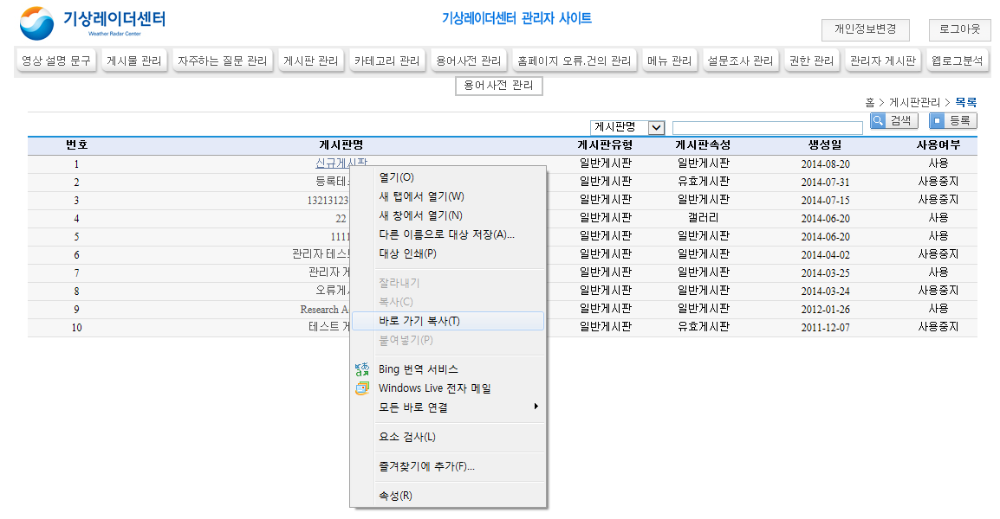 기상레이더센터
Weather Radar Center
기상레이더센터 관리자 사이트
개인정보변경 로그아웃
영상 설명 문구 게시물 관리 자주하는 질문 관리 게시판 관리 카테고리 관리 용어사전 관리 홈페이지 오류.건의 관리 메뉴 관리 설문조사 관리 권한 관리 관리자 게시판 웹로그분석
용어사전 관리
홈 > 게시판관리 > 목록
게시판명 검색 등록
번호 게시판명 게시판유형 게시판속성 생성일 사용여부
1 신규게시판 일반게시판 일반게시판 2014-08-20 사용
2 등록테 일반게시판 유효게시판 2014-07-31 사용중지
3 13213123 일반게시판 일반게시판 2014-07-15 사용중지
4 22 일반게시판 갤러리 2014-06-20 사용
5 1111 일반게시판 일반게시판 2014-06-20 사용
6 관리자 테스 일반게시판 일반게시판 2014-04-02 사용중지
7 관리자 게 일반게시판 일반게시판 2014-03-25 사용
8 오류게 일반게시판 일반게시판 2014-03-24 사용중지
9 Research A 일반게시판 일반게시판 2012-01-26 사용
10 테스트 게 일반게시판 유효게시판 2011-12-07 사용중지
열기(O)
새 탭에서 열기(W)
새 창에서 열기(N)
다른 이름으로 대상 저장(A)...
대상 인쇄(P)
잘라내기
복사(C)
바로 가기 복사(T)
붙여넣기(P)
Bing 번역 서비스
Windows Live 전자 메일
모든 바로 연결
요소 검사(L)
즐겨찾기에 추가(F)...
속성(R)